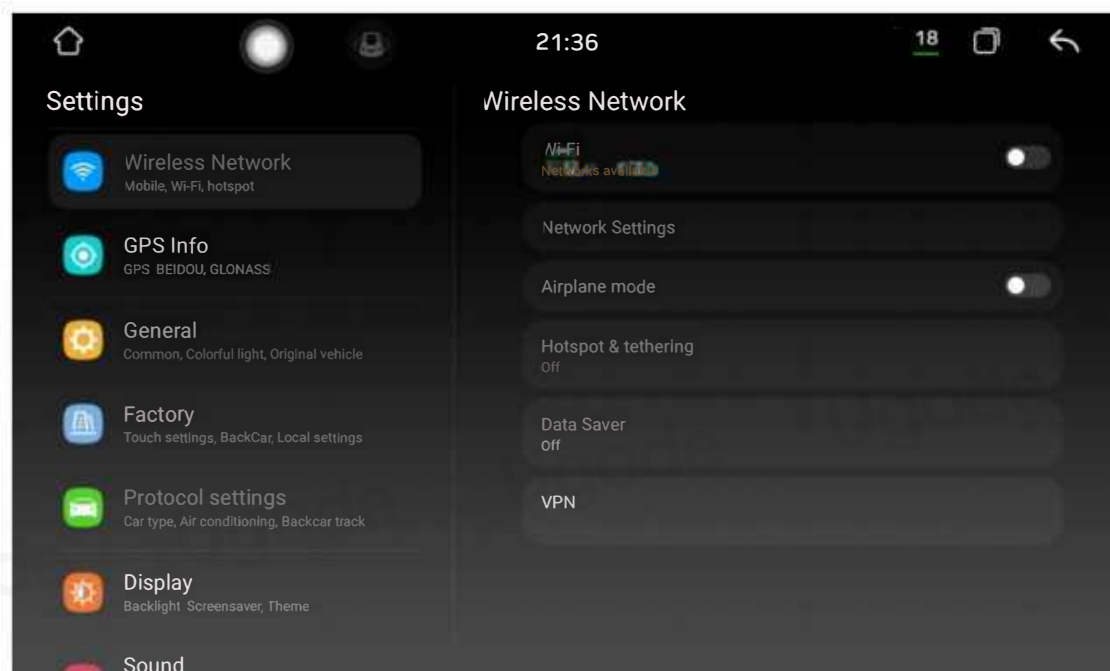 21:36
18
Settings
Wireless Network
Mobile, Wi-Fi, hotspot
GPS Info
GPS BEIDOU, GLONASS
General
Common, Colorful light, Original vehicle
Factory
Touch settings, BackCar, Local settings
Protocol settings
Car type, Air conditioning, Backcar track
Display
Backlight Screensaver, Theme
Sound
Wireless Network
Wi-Fi
Networks available
Network Settings
Airplane mode
Hotspot & tethering
Off
Data Saver
Off
VPN